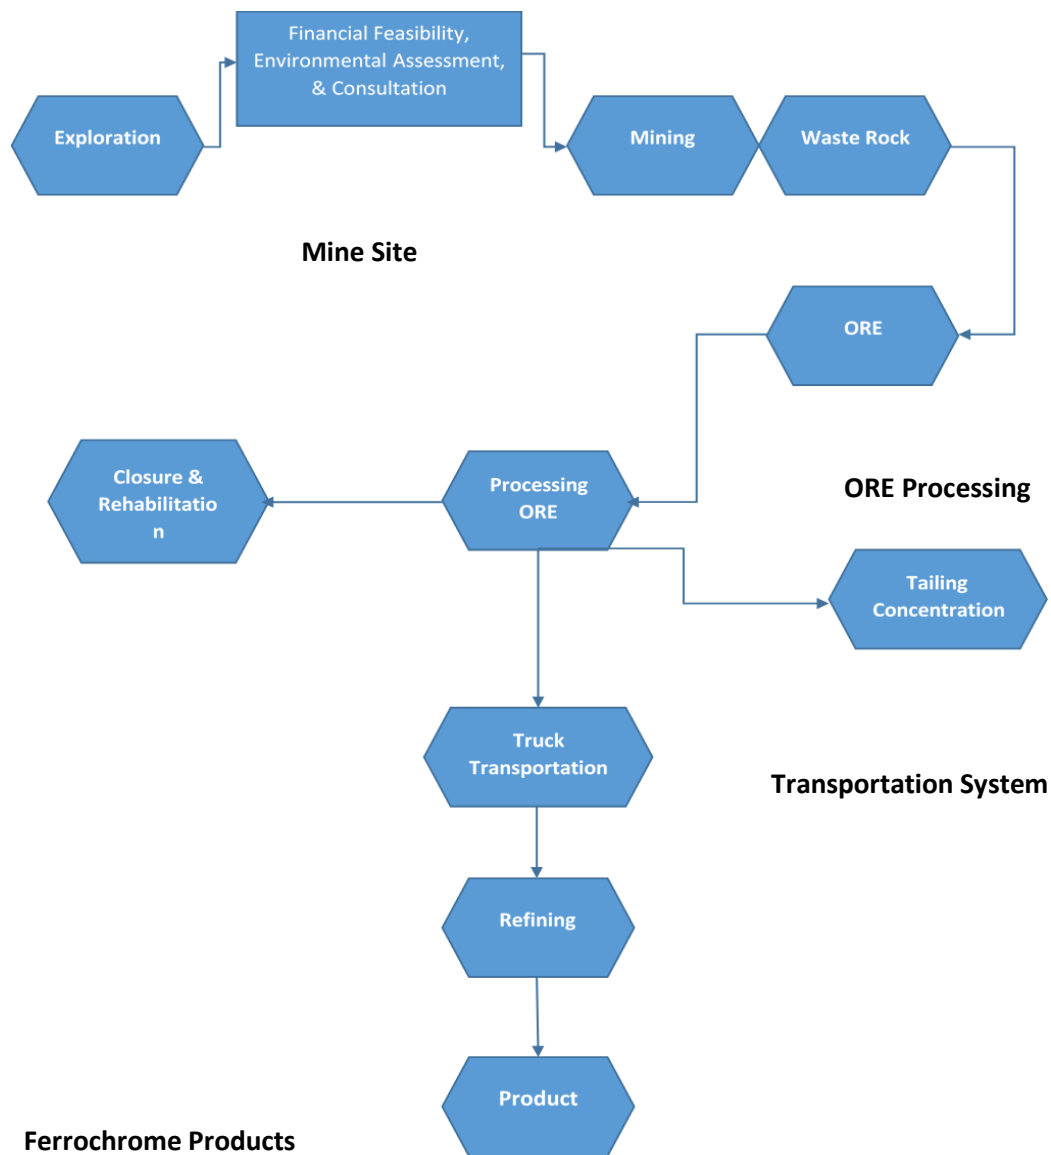 Financial Feasibility,
Environmental Assessment,
& Consultation
Exploration
Mining
Waste Rock
Mine Site
ORE
Closure &
Rehabilitatio
n
Processing
ORE
ORE Processing
Tailing
Concentration
Truck
Transportation
Transportation System
Refining
Product
Ferrochrome Products